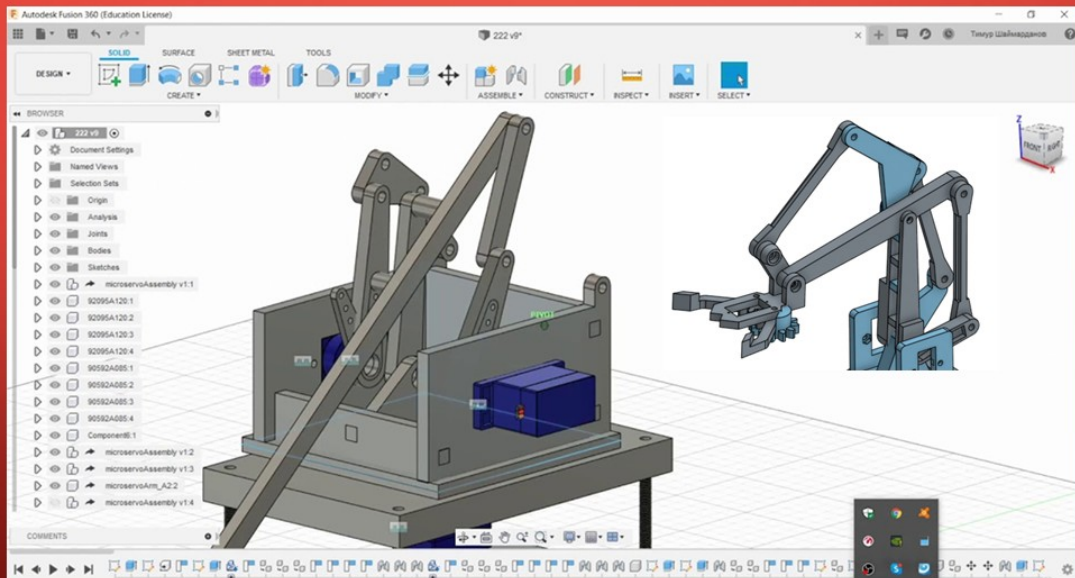 Autodesk Fusion 360 (Education License)
222 v9*
Тимур Шаймарданов
SOLID SURFACE SHEET METAL TOOLS
DESIGN
CREATE MODIFY ASSEMBLE CONSTRUCT INSPECT INSERT SELECT
BROWSER
222 v9
Document Settings
Named Views
Selection Sets
Origin
Analysis
Joints
Bodies
Sketches
microservoAssembly v1:1
92095A120:1
92095A120:2
92095A120:3
92095A120:4
90592A085:1
90592A085:2
90592A085:3
90592A085:4
Component6:1
microservoAssembly v1:2
microservoAssembly v1:3
microservoArm_A2:2
microservoAssembly v1:4
COMMENTS
Z
FRONT RIGHT
X